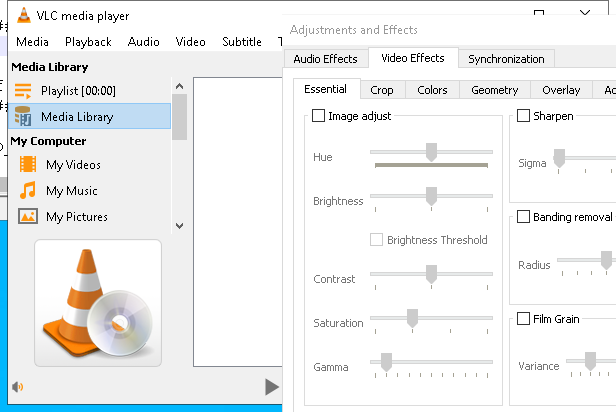 VLC media player
Media Playback Audio Video Subtitle
Media Library
Playlist [00:00]
Media Library
My Computer
My Videos
My Music
My Pictures
Adjustments and Effects
Audio Effects Video Effects Synchronization
Essential Crop Colors Geometry Overlay
Image adjust
Hue
Brightness
Brightness Threshold
Contrast
Saturation
Gamma
Sharpen
Sigma
Banding removal
Radius
Film Grain
Variance